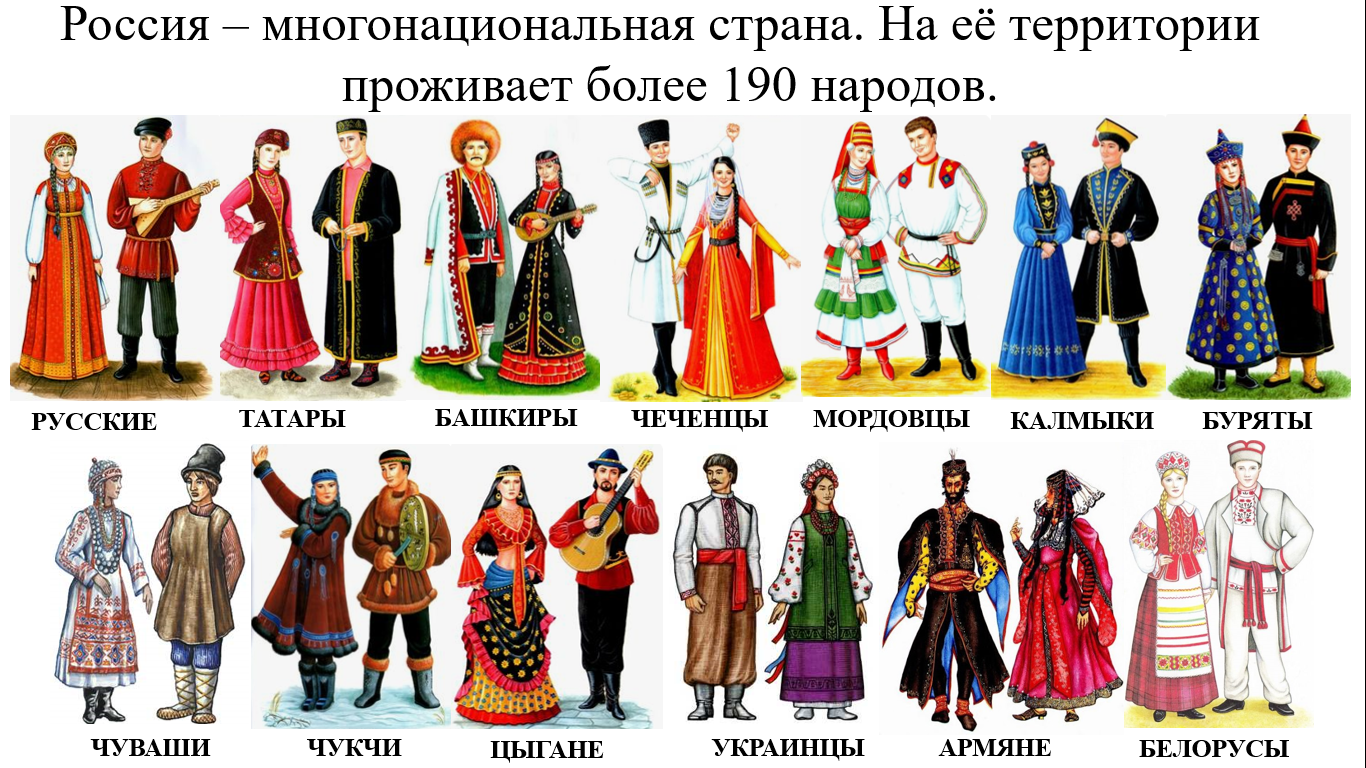 Россия – многонациональная страна. На её территории
проживает более 190 народов.
РУССКИЕ ТАТАРЫ БАШКИРЫ ЧЕЧЕНЦЫ МОРДОВЦЫ КАЛМЫКИ БУРЯТЫ
ЧУВАШИ ЧУКЧИ ЦЫГАНЕ УКРАИНЦЫ АРМЯНЕ БЕЛОРУСЫ